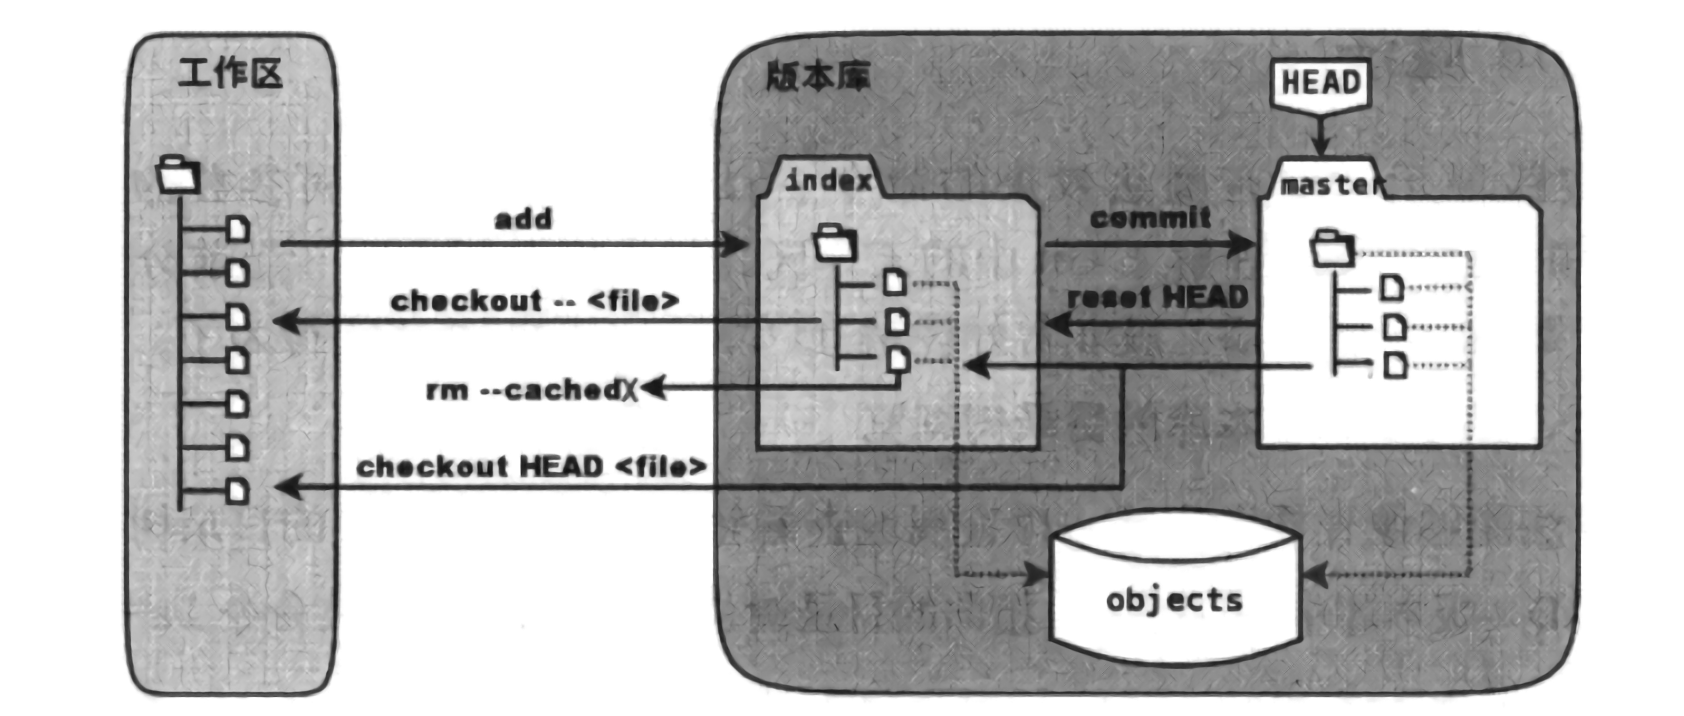 工作区
版本库
HEAD
index
master
add
commit
checkout -- <file>
reset HEAD
rm --cached
checkout HEAD <file>
objects